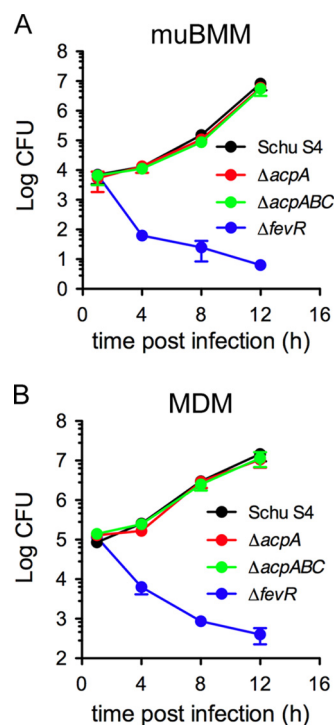 A
muBMM
Log CFU
8
7
6
5
4
3
2
1
0
Schu S4
ΔacpA
ΔacpABC
ΔfevR
0 4 8 12 16
time post infection (h)
B
MDM
Log CFU
8
7
6
5
4
3
2
Schu S4
ΔacpA
ΔacpABC
ΔfevR
0 4 8 12 16
time post infection (h)